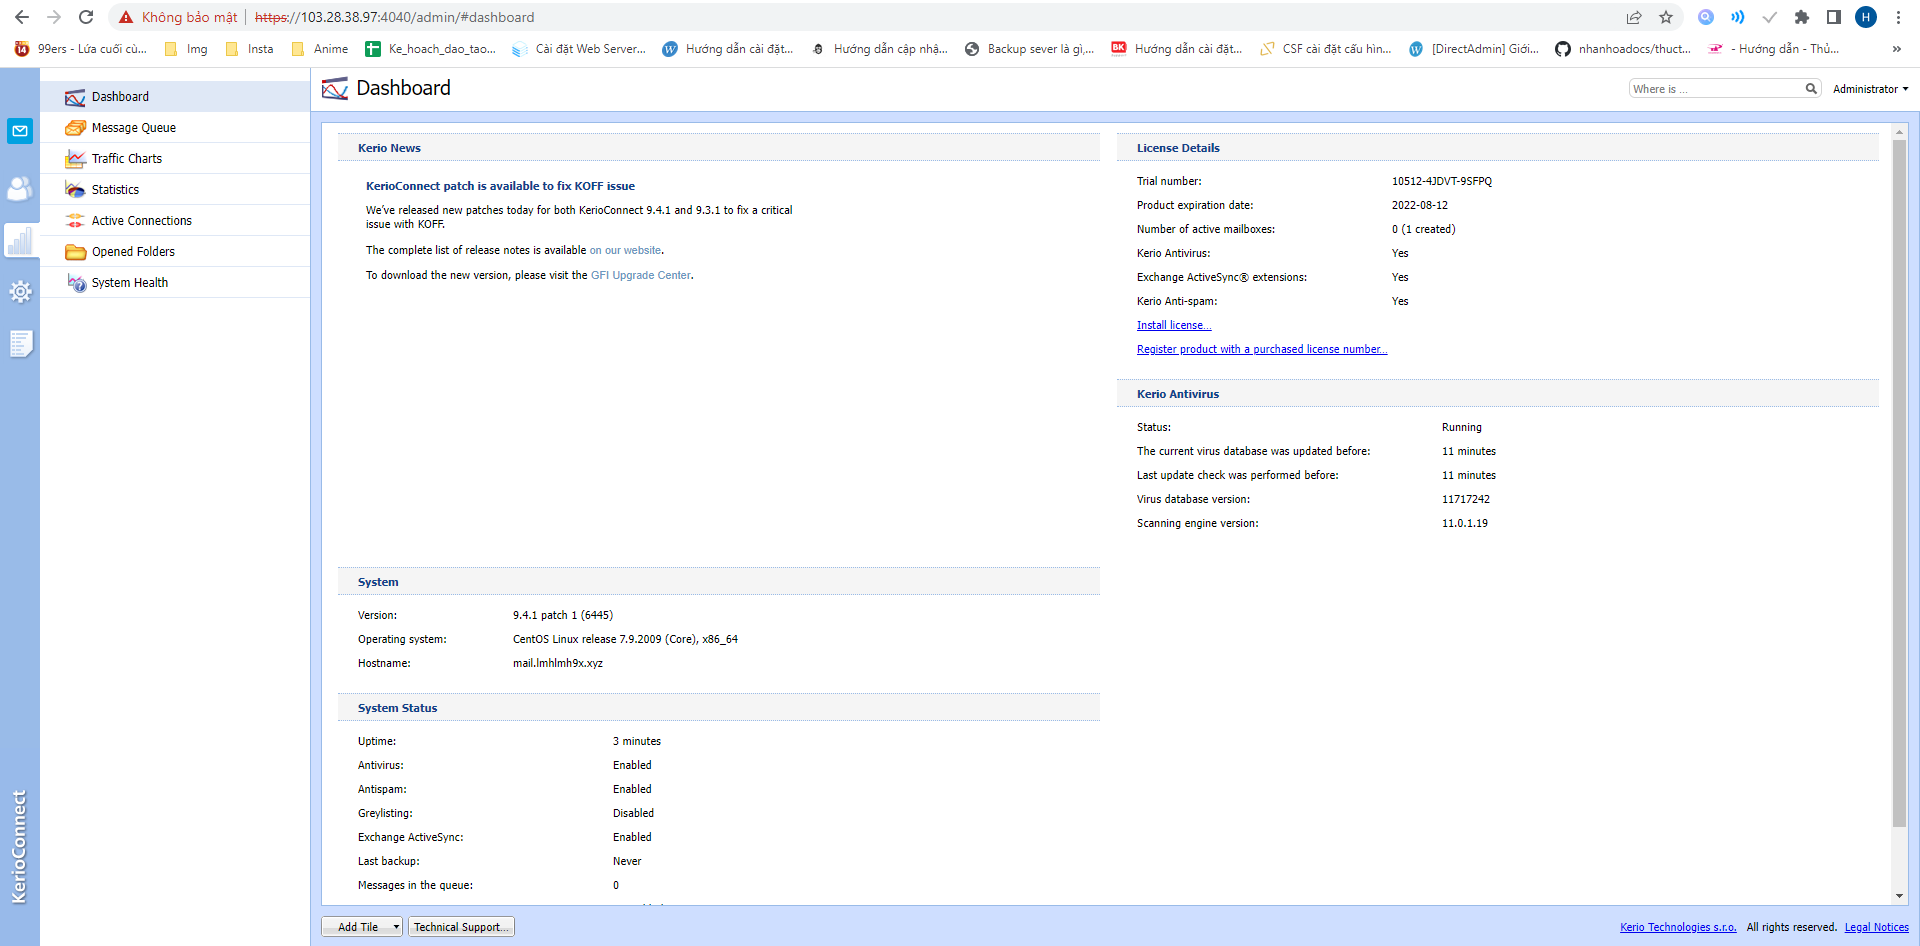 Không bảo mật
https://103.28.38.97:4040/admin/#dashboard
H
99ers - Lứa cuối cù...
Img
Insta
Anime
Ke_hoach_dao_tao...
Cài đặt Web Server...
Hướng dẫn cài đặt...
Hướng dẫn cập nhậ...
Backup sever là gì,...
BK
Hướng dẫn cài đặt...
CSF cài đặt cấu hìn...
[DirectAdmin] Giới...
nhanhoadocs/thuct...
- Hướng dẫn - Thủ...
»
Dashboard
Message Queue
Traffic Charts
Statistics
Active Connections
Opened Folders
System Health
KerioConnect
Dashboard
Where is ...
Administrator
Kerio News
KerioConnect patch is available to fix KOFF issue
We've released new patches today for both KerioConnect 9.4.1 and 9.3.1 to fix a critical
issue with KOFF.
The complete list of release notes is available on our website.
To download the new version, please visit the GFI Upgrade Center.
System
Version: 9.4.1 patch 1 (6445)
Operating system: CentOS Linux release 7.9.2009 (Core), x86_64
Hostname: mail.lmhlmh9x.xyz
System Status
Uptime: 3 minutes
Antivirus: Enabled
Antispam: Enabled
Greylisting: Disabled
Exchange ActiveSync: Enabled
Last backup: Never
Messages in the queue: 0
License Details
Trial number: 10512-4JDVT-9SFPQ
Product expiration date: 2022-08-12
Number of active mailboxes: 0 (1 created)
Kerio Antivirus: Yes
Exchange ActiveSync® extensions: Yes
Kerio Anti-spam: Yes
Install license...
Register product with a purchased license number...
Kerio Antivirus
Status: Running
The current virus database was updated before: 11 minutes
Last update check was performed before: 11 minutes
Virus database version: 11717242
Scanning engine version: 11.0.1.19
Add Tile
Technical Support...
Kerio Technologies s.r.o. All rights reserved. Legal Notices